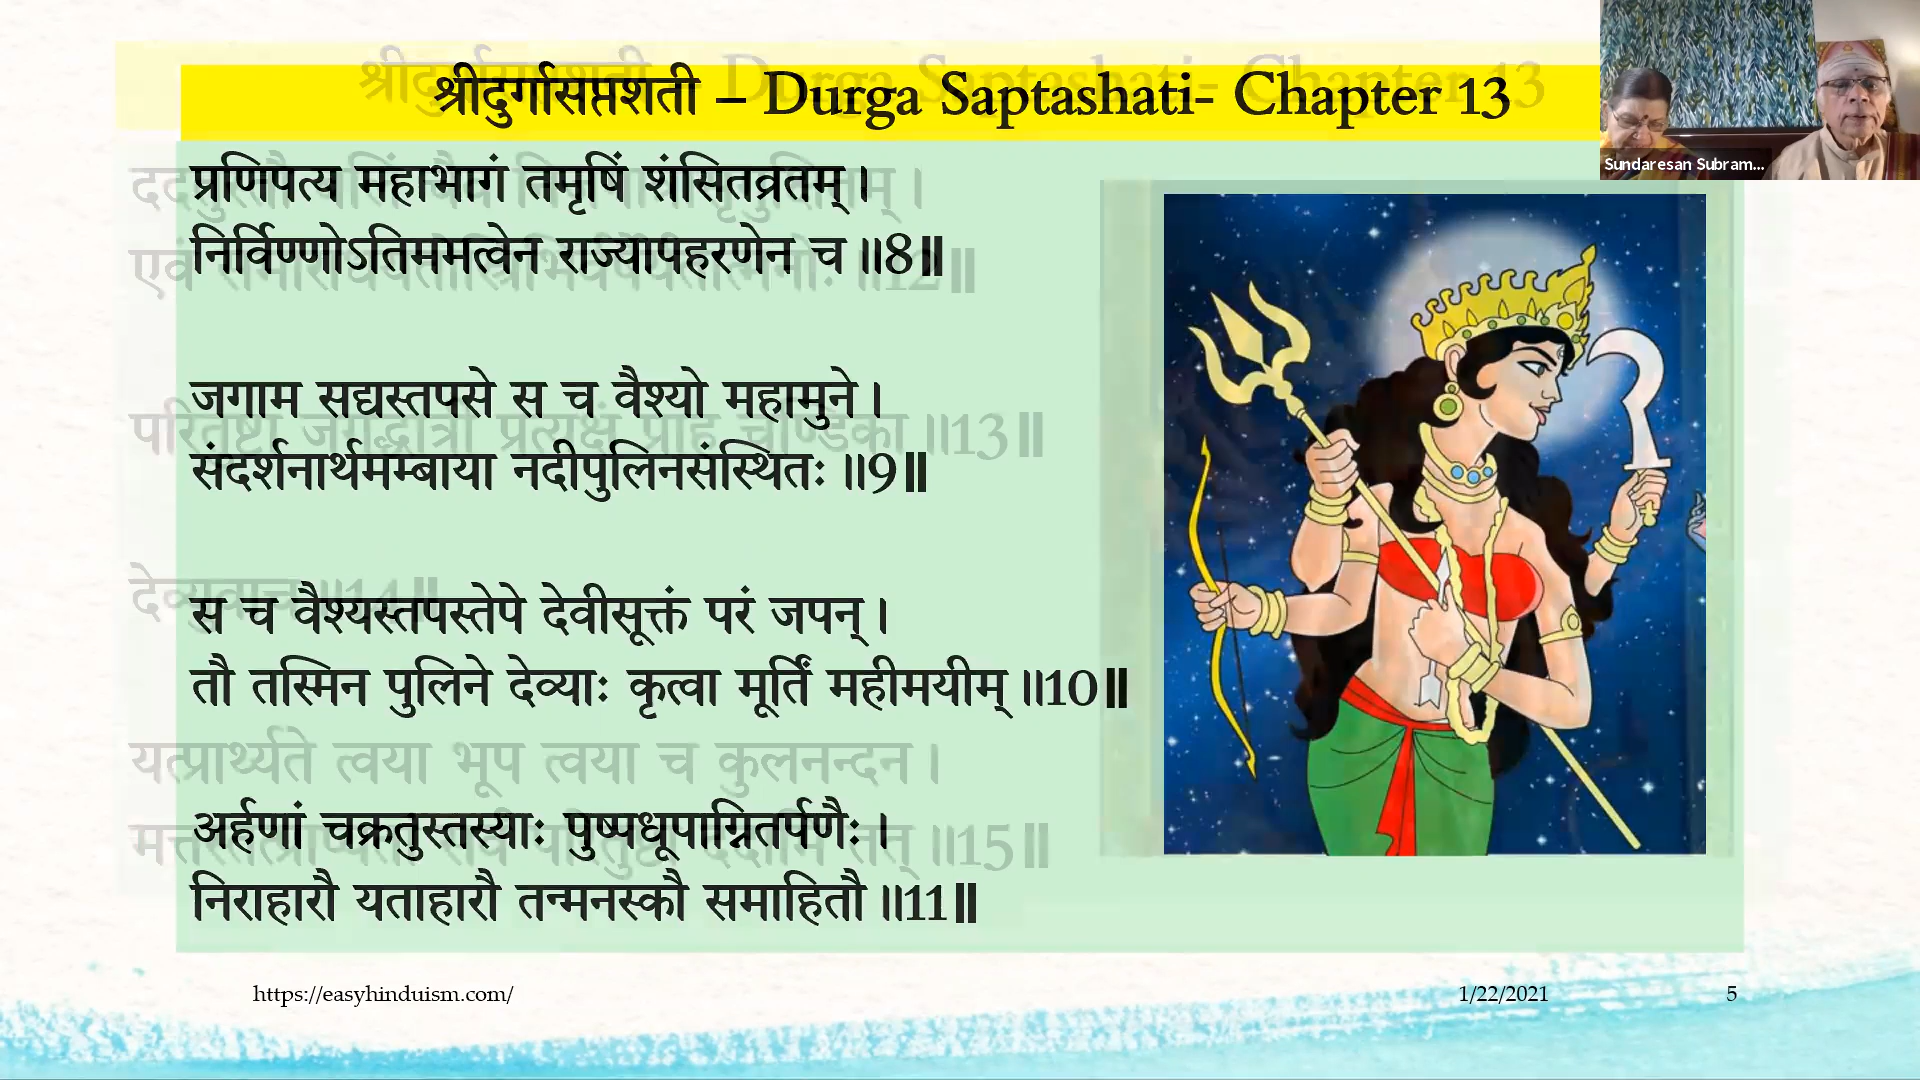 श्रीदुर्गासप्तशती – Durga Saptashati- Chapter 13
Sundaresan Subram...
प्रणिपत्य महाभागं तमृषिं शंसितव्रतम् ।
निर्विण्णोऽतिममत्वेन राज्यापहरणेन च ॥8॥
जगाम सद्यस्तपसे स च वैश्यो महामुने ।
संदर्शनार्थमम्बाया नदीपुलिनसंस्थितः ॥9॥
स च वैश्यस्तपस्तेपे देवीसूक्तं परं जपन् ।
तौ तस्मिन पुलिने देव्याः कृत्वा मूर्तिं महीमयीम् ॥10॥
यत्प्रार्थ्यते त्वया भूप त्वया च कुलनन्दन ।
अर्हणां चक्रतुस्तस्याः पुष्पधूपाग्नितर्पणैः ।
निराहारौ यताहारौ तन्मनस्कौ समाहितौ ॥11॥
https://easyhinduism.com/
1/22/2021
5